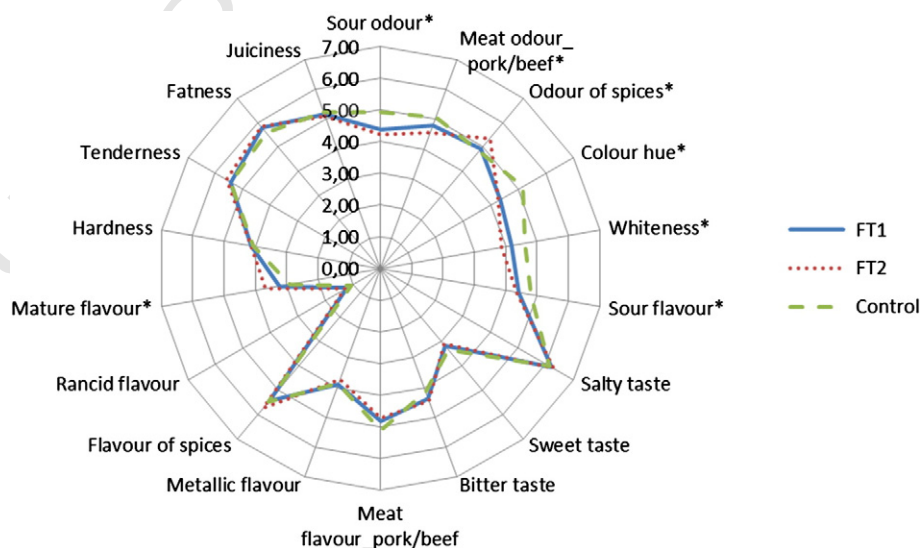 Sour odour*
Meat odour_
pork/beef*
Odour of spices*
Colour hue*
Whiteness*
Sour flavour*
Salty taste
Sweet taste
Bitter taste
Meat
flavour_pork/beef
Metallic flavour
Flavour of spices
Rancid flavour
Mature flavour*
Hardness
Tenderness
Fatness
Juiciness
7,00
6,00
5,00
4,00
3,00
2,00
1,00
0,00
FT1
FT2
Control